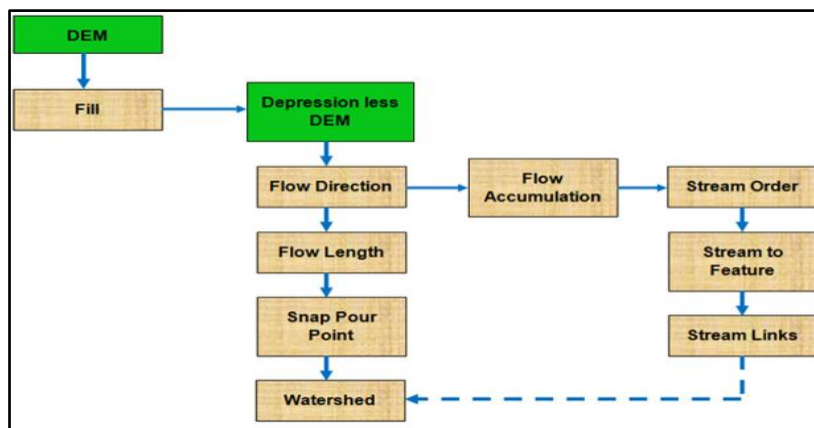 DEM
Fill
Depression less
DEM
Flow Direction
Flow
Accumulation
Stream Order
Flow Length
Stream to
Feature
Snap Pour
Point
Stream Links
Watershed